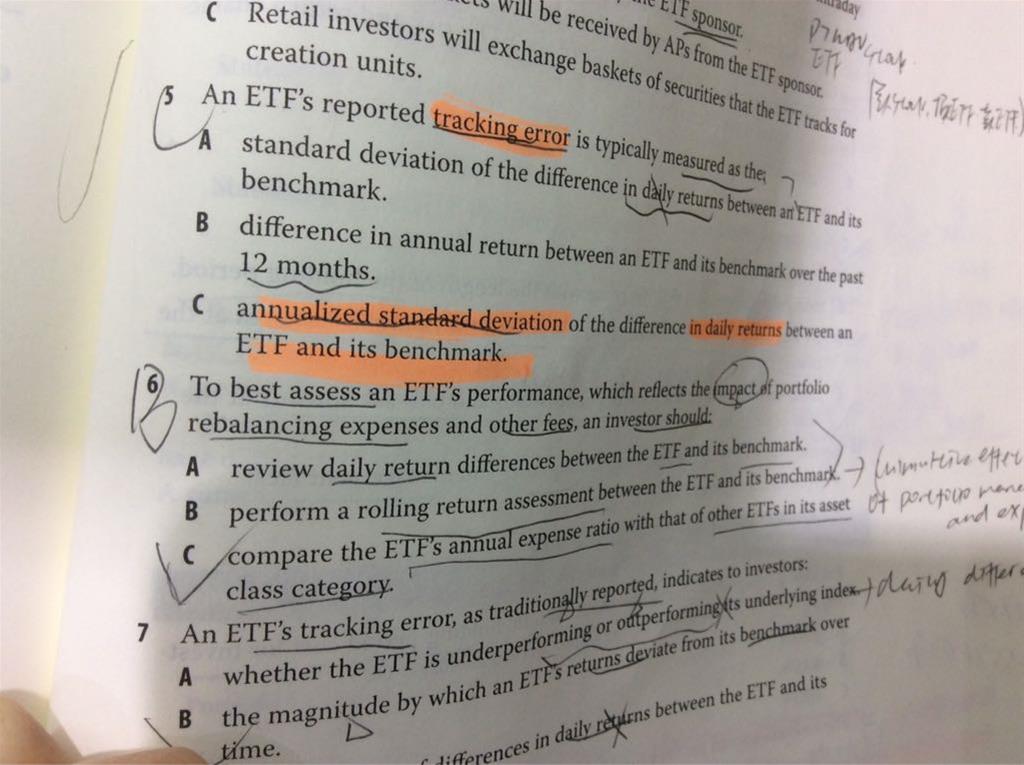 the ETF sponsor.
will be received by APs from the ETF sponsor.
C Retail investors will exchange baskets of securities that the ETF tracks for
creation units.
ETF
5 An ETF's reported tracking error is typically measured as the:
A standard deviation of the difference in daily returns between an ETF and its
benchmark.
B difference in annual return between an ETF and its benchmark over the past
12 months.
C annualized standard deviation of the difference in daily returns between an
ETF and its benchmark.
6 To best assess an ETF's performance, which reflects the impact of portfolio
rebalancing expenses and other fees, an investor should:
A review daily return differences between the ETF and its benchmark.
B perform a rolling return assessment between the ETF and its benchmark.
of portfolio
and
C compare the ETF's annual expense ratio with that of other ETFs in its asset
class category.
7 An ETF's tracking error, as traditionally reported, indicates to investors:
A whether the ETF is underperforming or outperforming its underlying index.
B the magnitude by which an ETF's returns deviate from its benchmark over
time.
differences in daily returns between the ETF and its